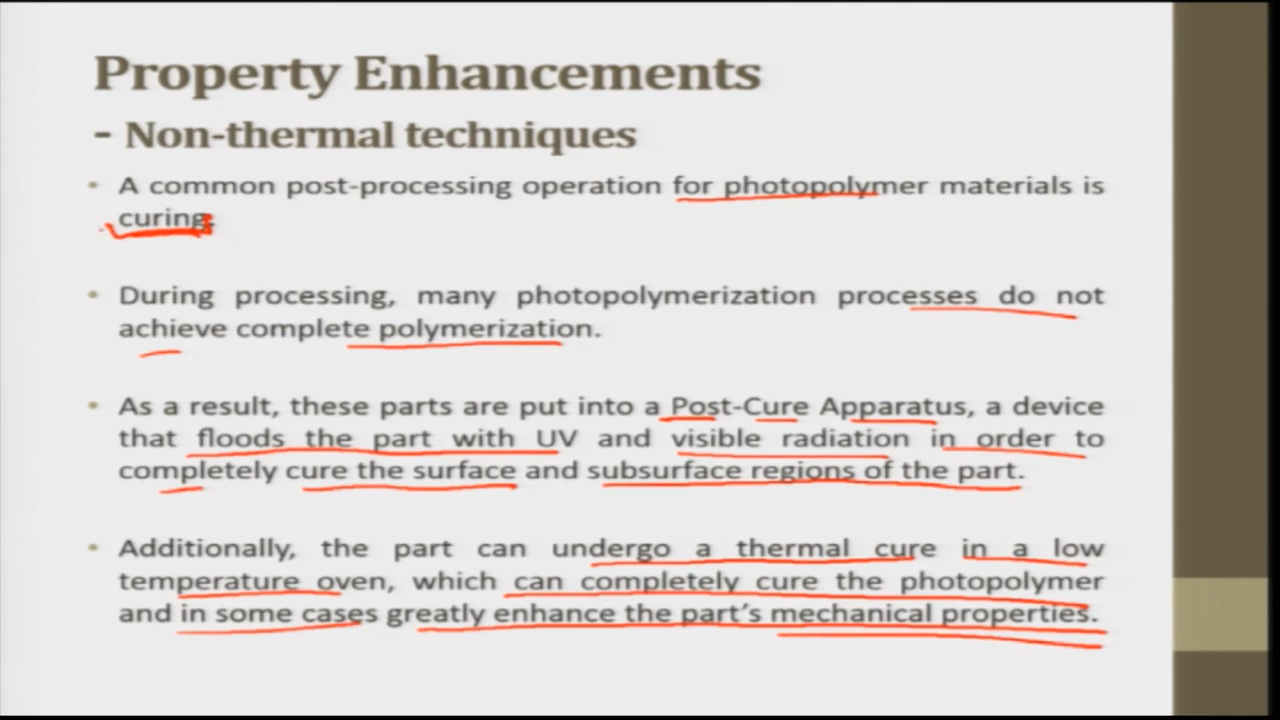 Property Enhancements
- Non-thermal techniques
• A common post-processing operation for photopolymer materials is
curing.
• During processing, many photopolymerization processes do not
achieve complete polymerization.
• As a result, these parts are put into a Post-Cure Apparatus, a device
that floods the part with UV and visible radiation in order to
completely cure the surface and subsurface regions of the part.
• Additionally, the part can undergo a thermal cure in a low
temperature oven, which can completely cure the photopolymer
and in some cases greatly enhance the part's mechanical properties.